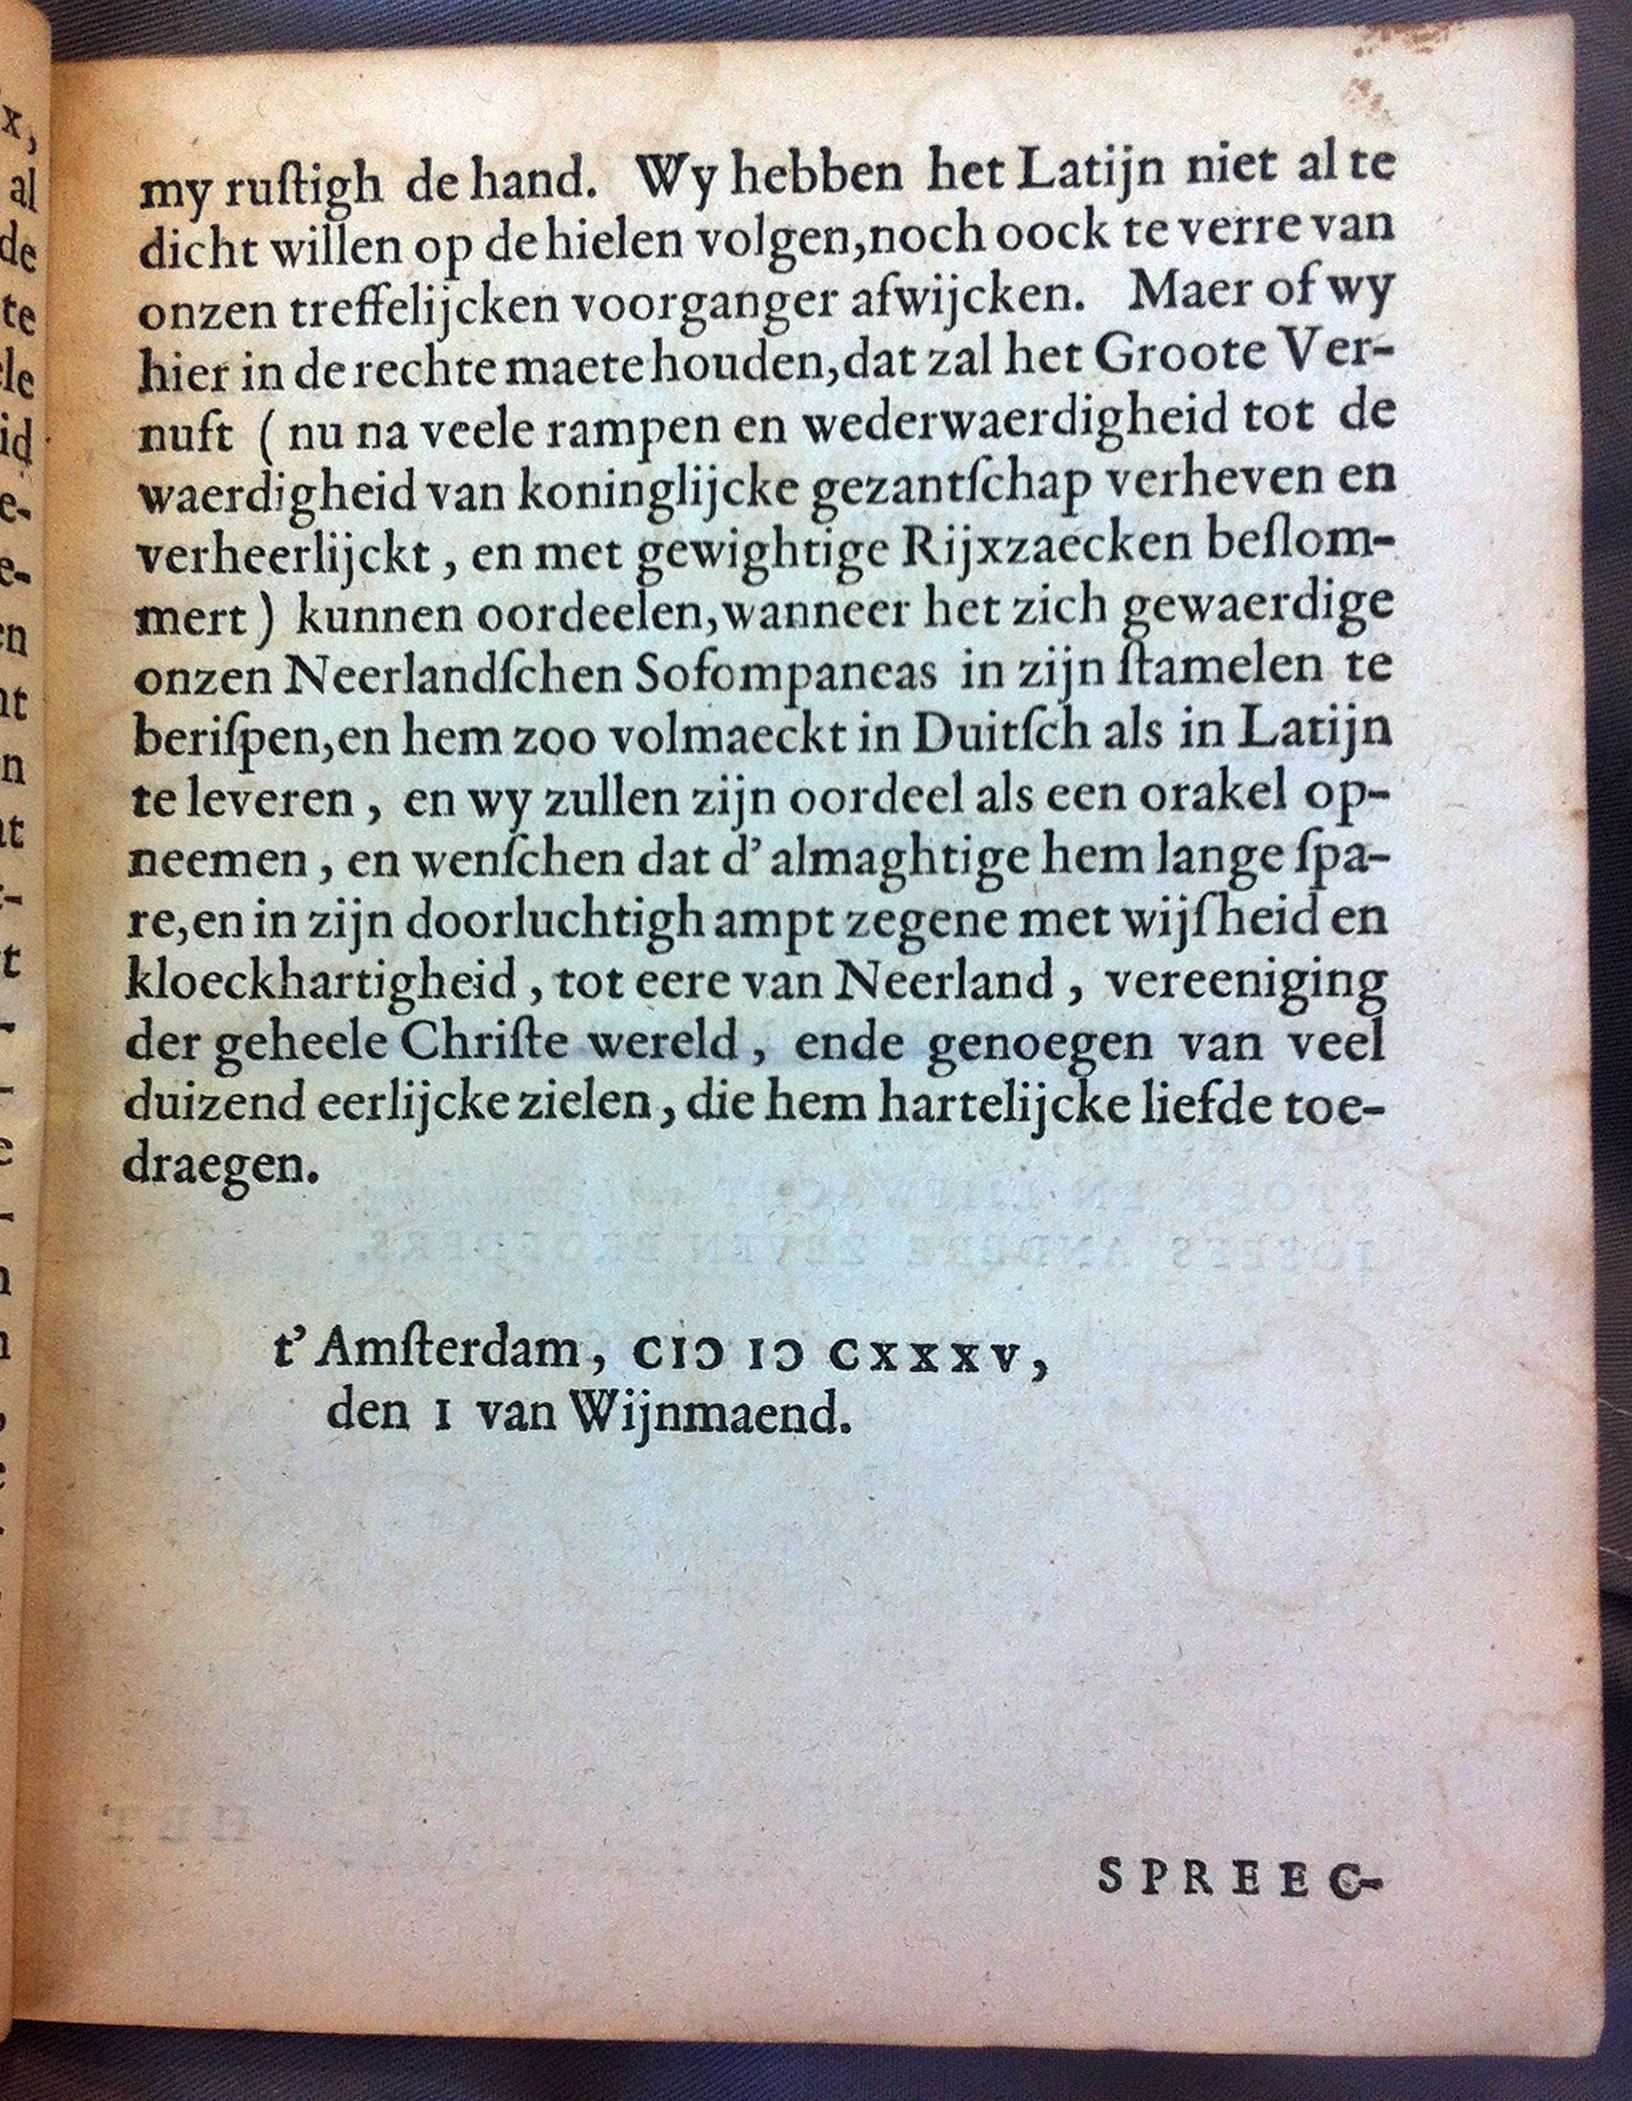 my ruſtigh de hand. Wy hebben het Latijn niet al te
dicht willen op de hielen volgen, noch oock te verre van
onzen treffelijcken voorganger afwijcken. Maer of wy
hier in de rechte maete houden, dat zal het Groote Ver-
nuft ( nu na veele rampen en wederwaerdigheid tot de
waerdigheid van koninglijcke gezantſchap verheven en
verheerlijckt, en met gewightige Rijxzaecken beſlom-
mert ) kunnen oordeelen, wanneer het zich gewaerdige
onzen Neerlandſchen Sofompaneas in zijn ſtamelen te
beriſpen, en hem zoo volmaeckt in Duitſch als in Latijn
te leveren, en wy zullen zijn oordeel als een orakel op-
neemen, en wenſchen dat d' almaghtige hem lange ſpa-
re, en in zijn doorluchtigh ampt zegene met wijſheid en
kloeckhartigheid, tot eere van Neerland, vereeniging
der geheele Chriſte wereld, ende genoegen van veel
duizend eerlijcke zielen, die hem hartelijcke liefde toe-
draegen.
t' Amſterdam, CIↃ IↃ CXXXV,
den 1 van Wijnmaend.
SPREEC-